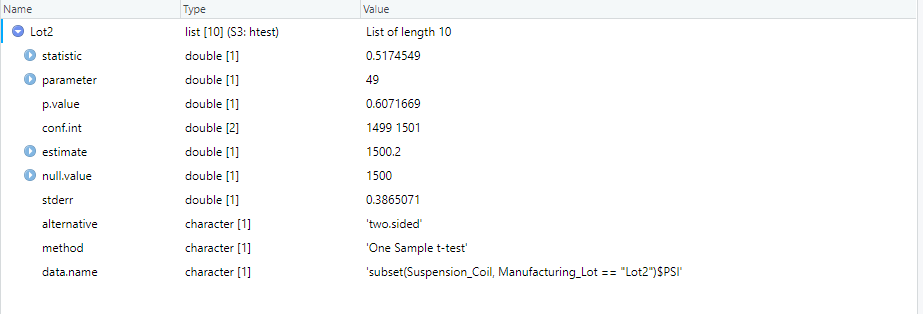 Name Type Value
Lot2 list [10] (S3: htest) List of length 10
statistic double [1] 0.5174549
parameter double [1] 49
p.value double [1] 0.6071669
conf.int double [2] 1499 1501
estimate double [1] 1500.2
null.value double [1] 1500
stderr double [1] 0.3865071
alternative character [1] 'two.sided'
method character [1] 'One Sample t-test'
data.name character [1] 'subset(Suspension_Coil, Manufacturing_Lot == "Lot2")$PSI'